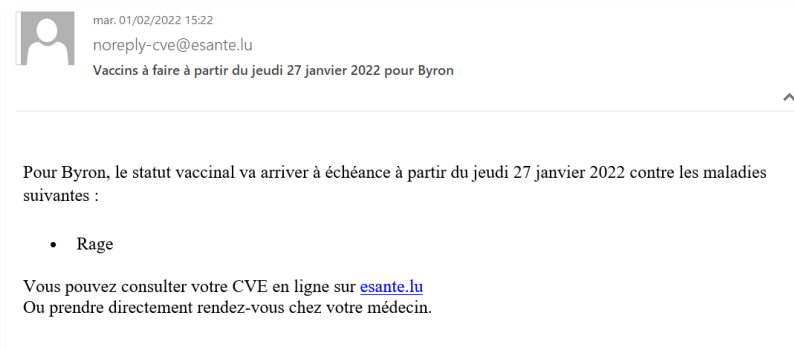 mar. 01/02/2022 15:22
noreply-cve@esante.lu
Vaccins à faire à partir du jeudi 27 janvier 2022 pour Byron
Pour Byron, le statut vaccinal va arriver à échéance à partir du jeudi 27 janvier 2022 contre les maladies
suivantes :
• Rage
Vous pouvez consulter votre CVE en ligne sur esante.lu
Ou prendre directement rendez-vous chez votre médecin.